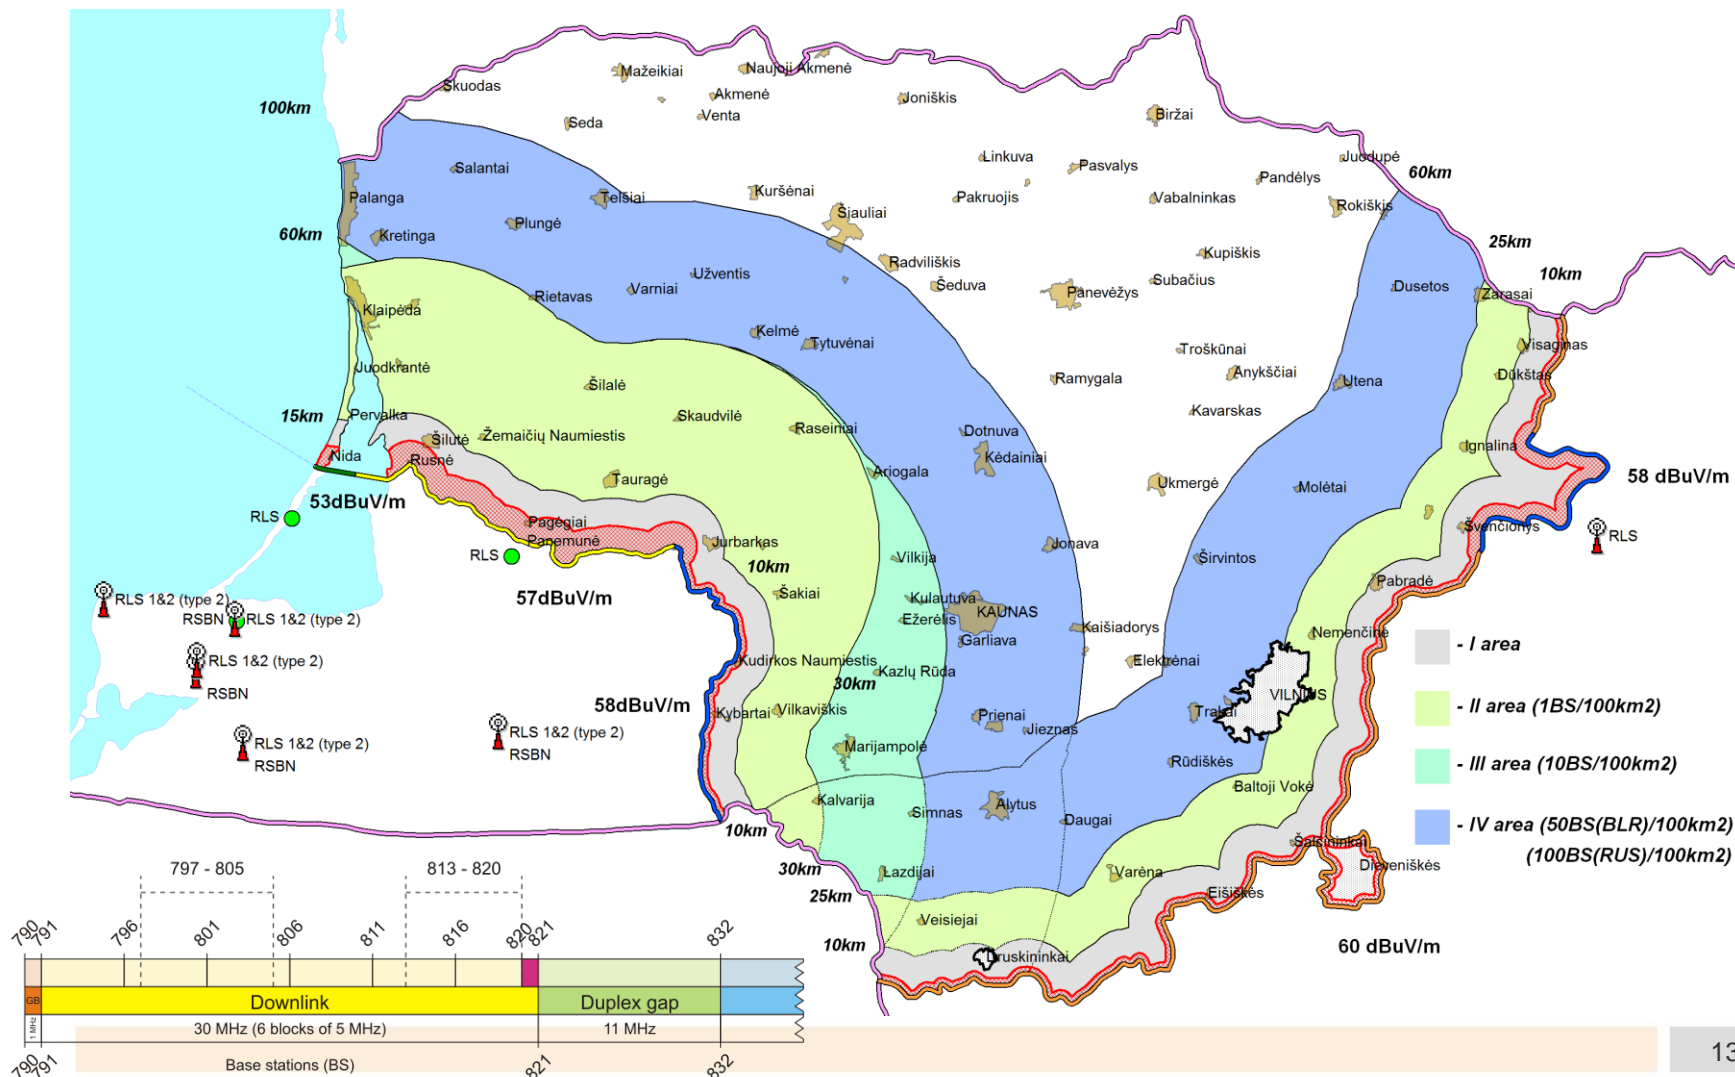 Skuodas
Mažeikiai
Naujoji Akmenė
Akmenė
Venta
Seda
Joniškis
Biržai
100km
Linkuva
Pasvalys
Juodupė
60km
Pandėlys
Salantai
Palanga
Telšiai
Kuršėnai
Pakruojis
Vabalninkas
Rokiškis
Šiauliai
Plungė
60km
Kretinga
25km
Kupiškis
Radviliškis
10km
Užventis
Varniai
Šeduva
Subačius
Dusetos
Panevėžys
Zarasai
Rietavas
Klaipėda
Kelmė
Tytuvėnai
Troškūnai
Visaginas
Juodkrantė
Anykščiai
Dūkštas
Šilalė
Ramygala
Utena
15km
Pervalka
Skaudvilė
Kavarskas
Raseiniai
Dotnuva
Šilutė
Žemaičių Naumiestis
Ignalina
Nida
Rusnė
Kėdainiai
Ariogala
Tauragė
Ukmergė
Molėtai
58 dBuV/m
53dBuV/m
RLS
Pagėgiai
Švenčionys
RLS
Panemunė
Jurbarkas
Jonava
RLS
Vilkija
Širvintos
10km
Pabradė
57dBuV/m
Šakiai
RLS 1&2 (type 2)
Kulautuva
KAUNAS
RSBN
RLS 1&2 (type 2)
Ežerėlis
Kaišiadorys
Nemenčinė
Garliava
- I area
RLS 1&2 (type 2)
Kudirkos Naumiestis
Kazlų Rūda
Elektrėnai
30km
RSBN
VILNIUS
58dBuV/m
Kybartai
Vilkaviškis
Prienai
Trakai
- II area (1BS/100km2)
Jieznas
RLS 1&2 (type 2)
RSBN
RLS 1&2 (type 2)
RSBN
Marijampolė
Rūdiškės
- III area (10BS/100km2)
Baltoji Vokė
Kalvarija
Simnas
Alytus
Daugai
10km
- IV area (50BS(BLR)/100km2)
(100BS(RUS)/100km2)
Šalčininkai
Dieveniškės
30km
Lazdijai
Varėna
25km
Eišiškės
Veisiejai
10km
Druskininkai
60 dBuV/m
797 - 805
813 - 820
790
791
796
801
806
811
816
820
821
832
GB
Downlink
Duplex gap
1 MHz
30 MHz (6 blocks of 5 MHz)
11 MHz
790
791
Base stations (BS)
821
832
13